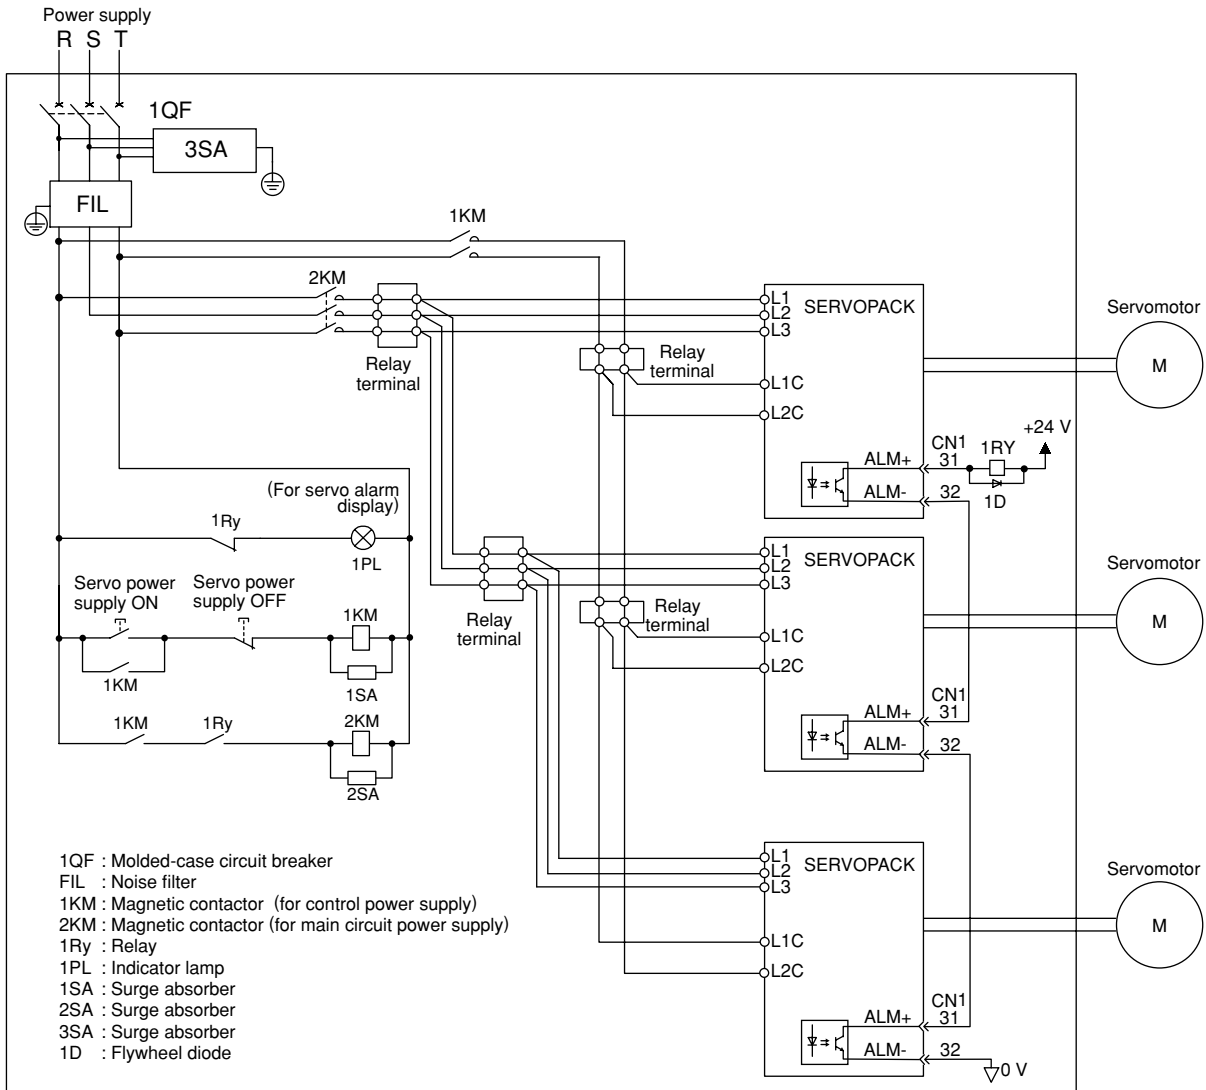 Power supply
R S T
1QF
3SA
FIL
1KM
2KM
Relay
terminal
L1
L2
L3
SERVOPACK
Servomotor
M
Relay
terminal
L1C
L2C
+24 V
CN1
ALM+
31
1RY
ALM-
32
1D
(For servo alarm
display)
1Ry
1PL
Servo power
supply ON
Servo power
supply OFF
1KM
1KM
1SA
1KM
1Ry
2KM
2SA
Relay
terminal
L1
L2
L3
SERVOPACK
Servomotor
M
Relay
terminal
L1C
L2C
CN1
ALM+
31
ALM-
32
L1
L2
L3
SERVOPACK
Servomotor
M
L1C
L2C
CN1
ALM+
31
ALM-
32
0 V
1QF : Molded-case circuit breaker
FIL : Noise filter
1KM : Magnetic contactor (for control power supply)
2KM : Magnetic contactor (for main circuit power supply)
1Ry : Relay
1PL : Indicator lamp
1SA : Surge absorber
2SA : Surge absorber
3SA : Surge absorber
1D : Flywheel diode